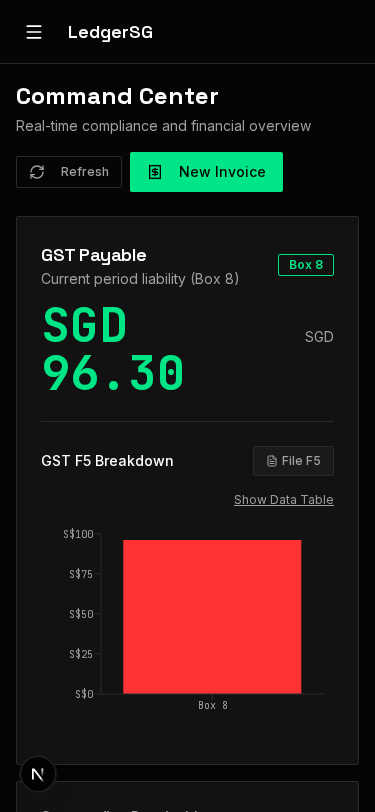 LedgerSG
Command Center
Real-time compliance and financial overview
Refresh
New Invoice
GST Payable
Current period liability (Box 8)
Box 8
SGD
96.30
SGD
GST F5 Breakdown
File F5
Show Data Table
S$100
S$75
S$50
S$25
S$0
Box 8
N